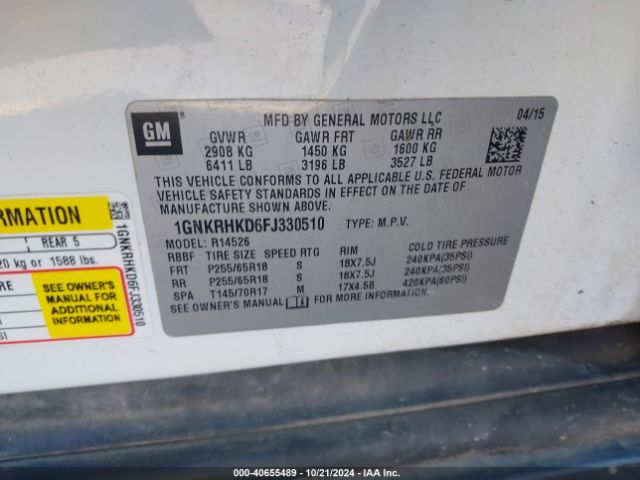 GM
MFD BY GENERAL MOTORS LLC
04/15
GVWR GAWR FRT GAWR RR
2908 KG 1450 KG 1600 KG
6411 LB 3196 LB 3527 LB
THIS VEHICLE CONFORMS TO ALL APPLICABLE U.S. FEDERAL MOTOR
VEHICLE SAFETY STANDARDS IN EFFECT ON THE DATE OF
MANUFACTURE SHOWN ABOVE.
1GNKRHKD6FJ330510 TYPE: M.P.V.
MODEL: R14526
RBBF TIRE SIZE SPEED RTG RIM COLD TIRE PRESSURE
FRT P255/65R18 S 18X7.5J 240KPA(35PSI)
RR P255/65R18 S 18X7.5J 240KPA(35PSI)
SPA T145/70R17 M 17X4.5B 420KPA(60PSI)
SEE OWNER'S MANUAL FOR MORE INFORMATION.
RMATION
REAR 5
20 kg or 1588 lbs.
RE
SEE OWNER'S
MANUAL FOR
ADDITIONAL
INFORMATION
SI
1GNKRHKD6FJ330510
000-40655489 - 10/21/2024 - IAA Inc.